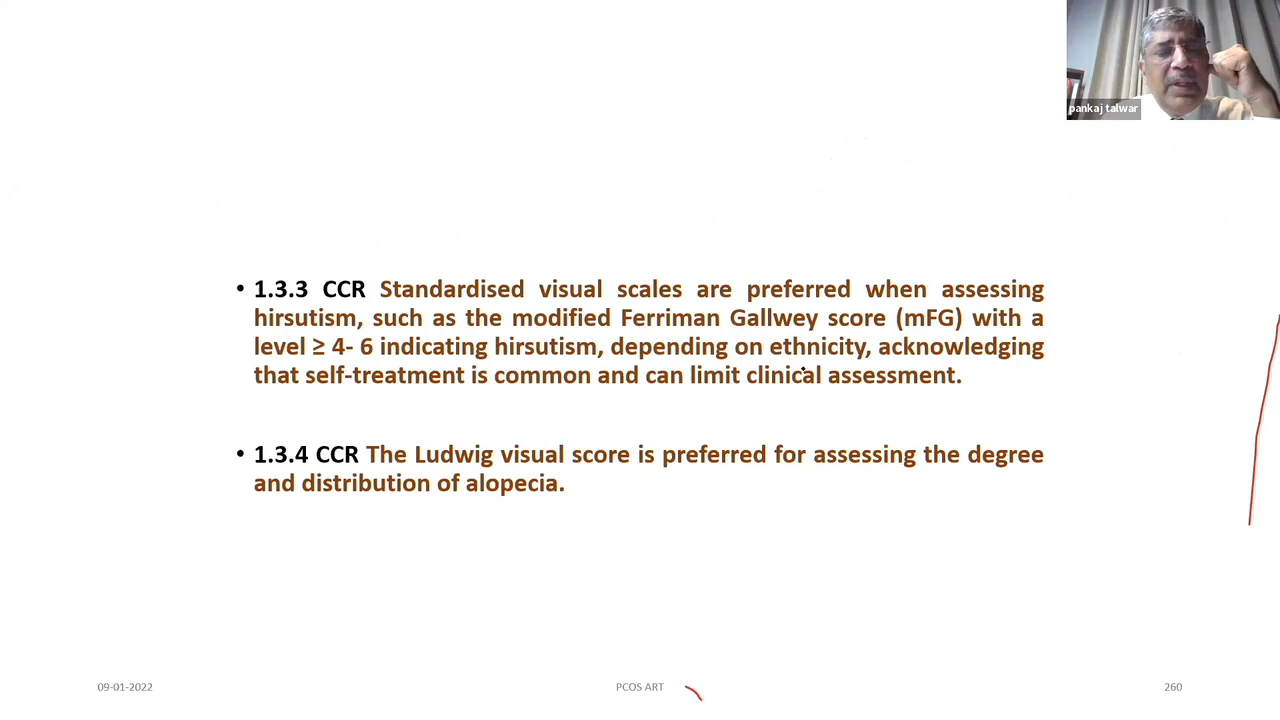 pankaj talwar
• 1.3.3 CCR Standardised visual scales are preferred when assessing
hirsutism, such as the modified Ferriman Gallwey score (mFG) with a
level ≥ 4- 6 indicating hirsutism, depending on ethnicity, acknowledging
that self-treatment is common and can limit clinical assessment.
• 1.3.4 CCR The Ludwig visual score is preferred for assessing the degree
and distribution of alopecia.
09-01-2022
PCOS ART
260